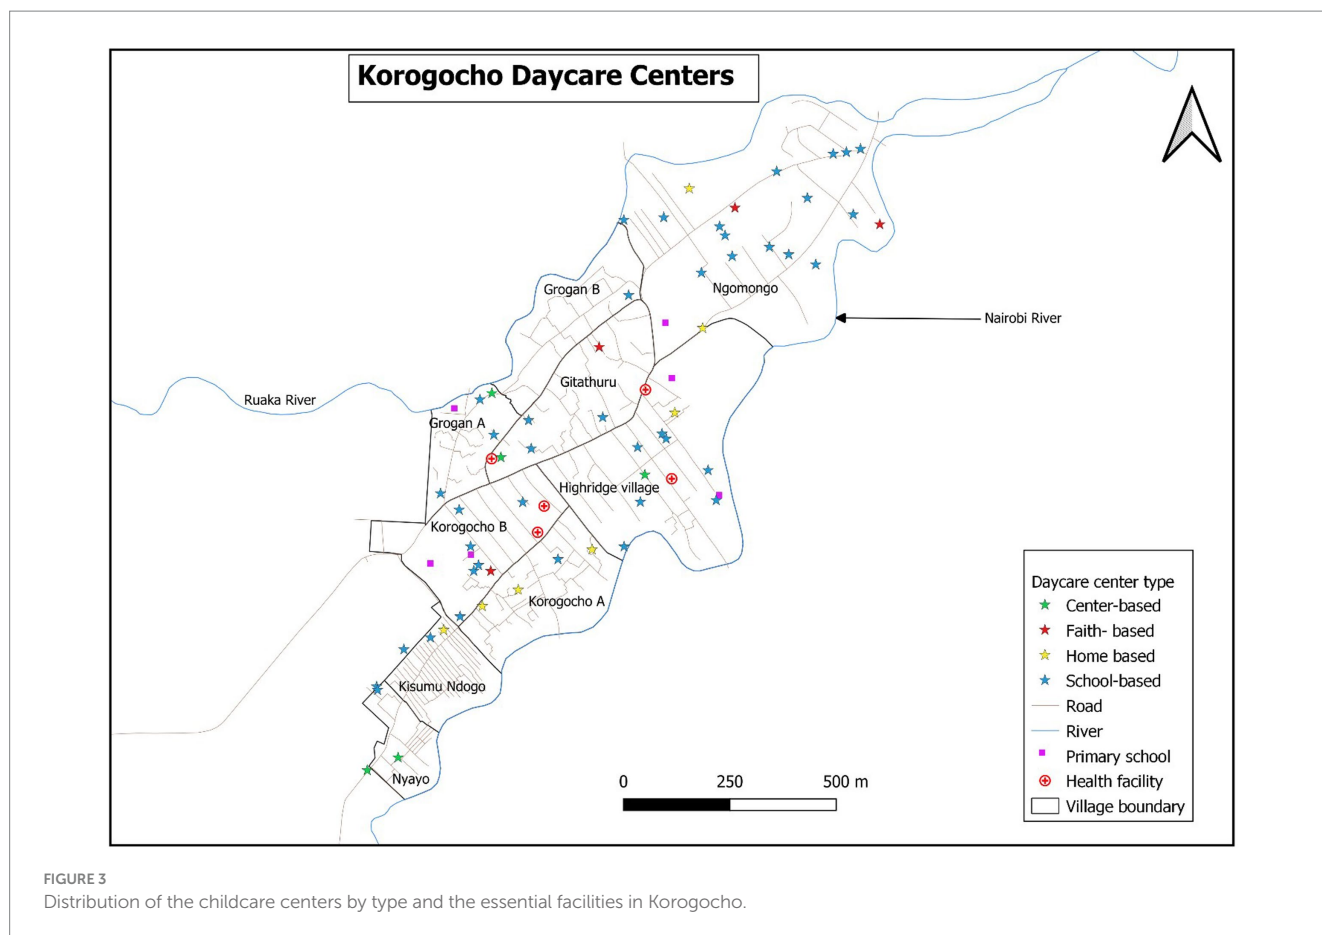 Korogocho Daycare Centers
Grogan B
Ngomongo
Nairobi River
Gitathuru
Ruaka River
Grogan A
Highridge village
Korogocho B
Korogocho A
Kisumu Ndogo
Nyayo
0 250 500 m
Daycare center type
Center-based
Faith- based
Home based
School-based
Road
River
Primary school
Health facility
Village boundary
FIGURE 3
Distribution of the childcare centers by type and the essential facilities in Korogocho.